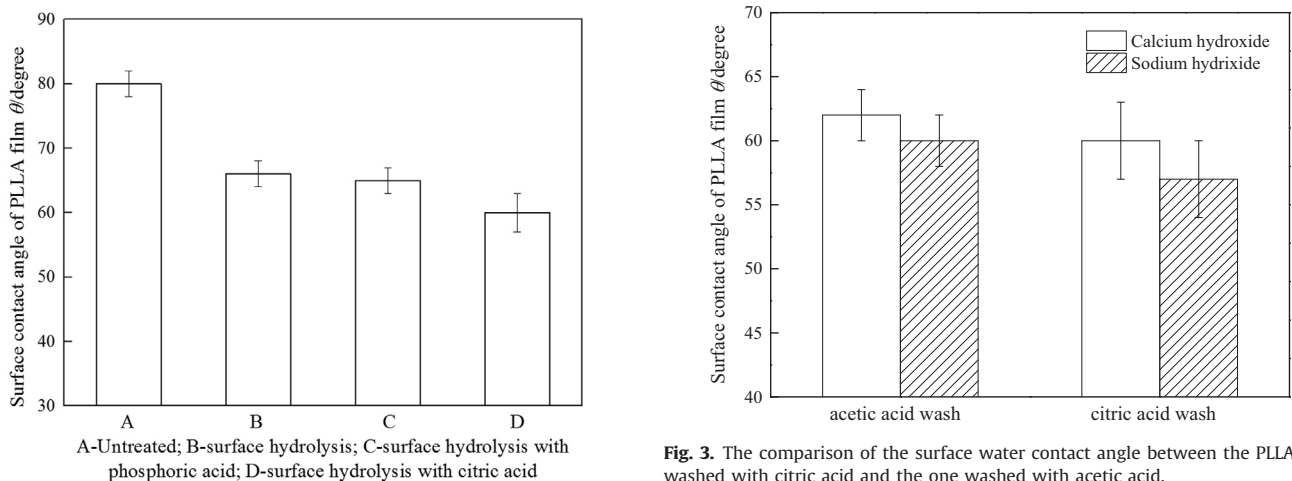 Surface contact angle of PLLA film θ/degree
90
80
70
60
50
40
30
A B C D
A-Untreated; B-surface hydrolysis; C-surface hydrolysis with
phosphoric acid; D-surface hydrolysis with citric acid
Surface contact angle of PLLA film θ/degree
70
65
60
55
50
45
40
Calcium hydroxide
Sodium hydrixide
acetic acid wash citric acid wash
Fig. 3. The comparison of the surface water contact angle between the PLLA
washed with citric acid and the one washed with acetic acid.